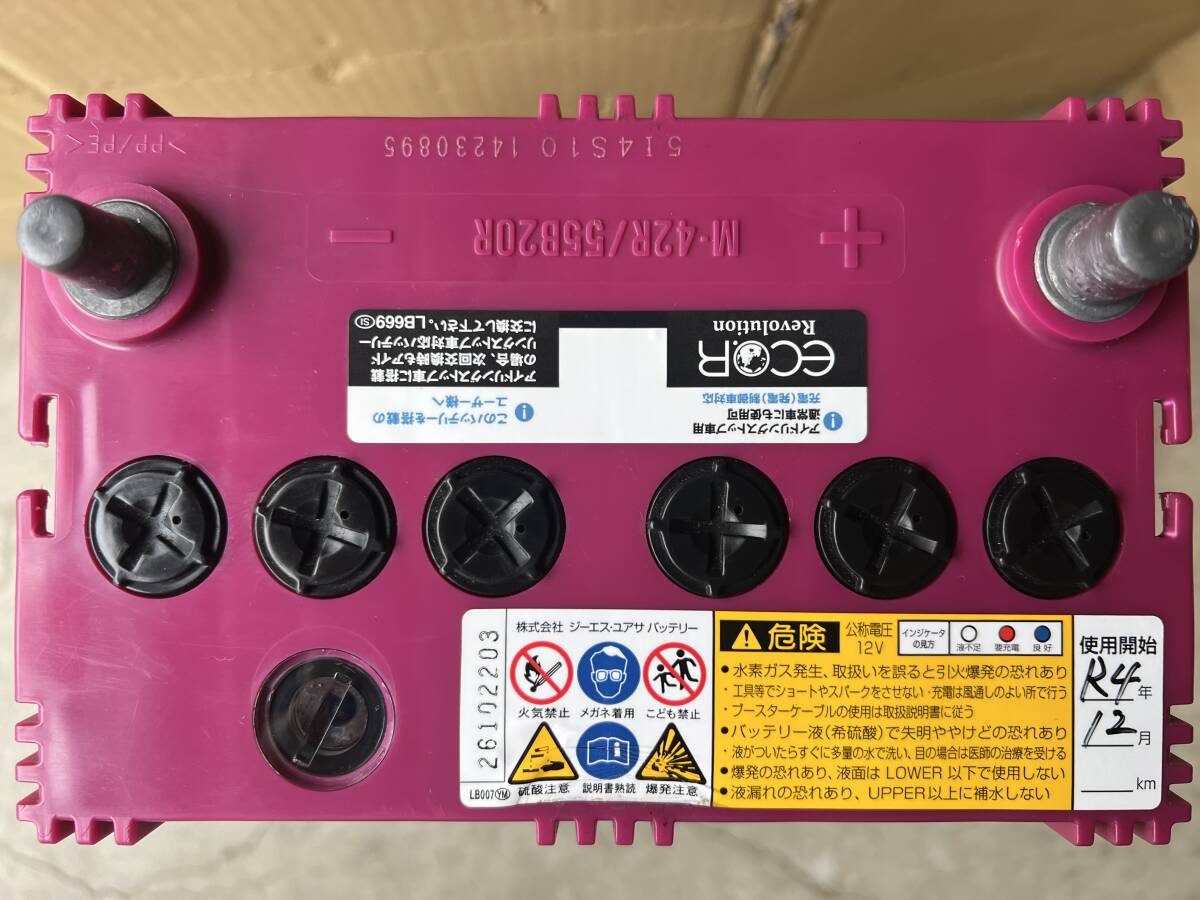 >PP/PE<
5I4S10 14230895
M-42R/55B20R
ECO.R
Revolution
アイドリングストップ車用
通常車にも使用可
充電(発電)制御車対応
このバッテリーを搭載の
ユーザー様へ
アイドリングストップ車に搭載
の場合、次回交換時もアイド
リングストップ車対応バッテリー
に交換して下さい。LB669 SI
26102203
LB007 YM
株式会社 ジーエス・ユアサ バッテリー
火気禁止 メガネ着用 こども禁止
硫酸注意 説明書熟読 爆発注意
危険
公称電圧
12V
インジケータ
の見方
液不足 要充電 良好
●水素ガス発生、取扱いを誤ると引火爆発の恐れあり
・工具等でショートやスパークをさせない・充電は風通しのよい所で行う
・ブースターケーブルの使用は取扱説明書に従う
●バッテリー液(希硫酸)で失明ややけどの恐れあり
・液がついたらすぐに多量の水で洗い、目の場合は医師の治療を受ける
●爆発の恐れあり、液面は LOWER 以下で使用しない
●液漏れの恐れあり、UPPER以上に補水しない
使用開始
R4年
12月
km